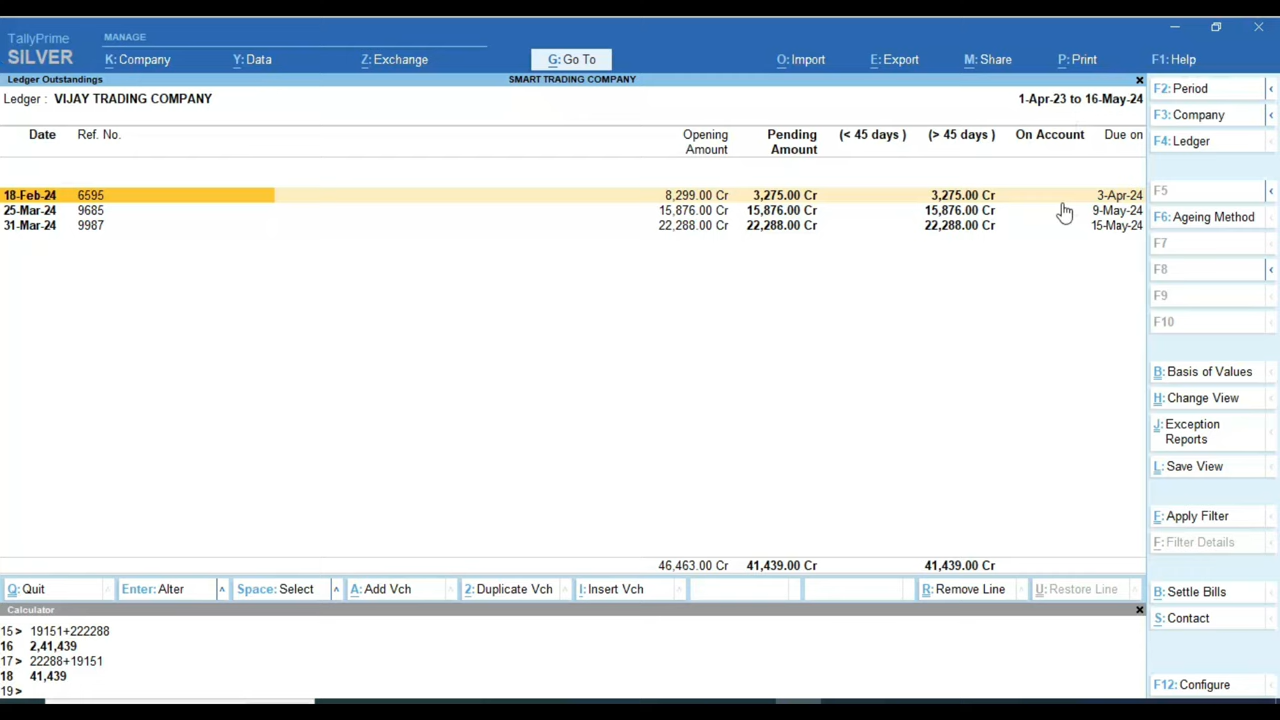 TallyPrime
MANAGE
SILVER
K: Company
Y: Data
Z: Exchange
G: Go To
O: Import
E: Export
M: Share
P: Print
F1: Help
Ledger Outstandings
SMART TRADING COMPANY
x
Ledger : VIJAY TRADING COMPANY
1-Apr-23 to 16-May-24
Date Ref. No. Opening Amount Pending Amount (< 45 days ) (> 45 days ) On Account Due on
18-Feb-24 6595 8,299.00 Cr 3,275.00 Cr 3,275.00 Cr 3-Apr-24
25-Mar-24 9685 15,876.00 Cr 15,876.00 Cr 15,876.00 Cr 9-May-24
31-Mar-24 9987 22,288.00 Cr 22,288.00 Cr 22,288.00 Cr 15-May-24
46,463.00 Cr 41,439.00 Cr 41,439.00 Cr
F2: Period
F3: Company
F4: Ledger
F5
F6: Ageing Method
F7
F8
F9
F10
B: Basis of Values
H: Change View
J: Exception
Reports
L: Save View
F: Apply Filter
F: Filter Details
B: Settle Bills
S: Contact
F12: Configure
Q: Quit
Enter: Alter
Space: Select
A: Add Vch
2: Duplicate Vch
I: Insert Vch
R: Remove Line
U: Restore Line
Calculator
x
15> 19151+222288
16 2,41,439
17> 22288+19151
18 41,439
19>